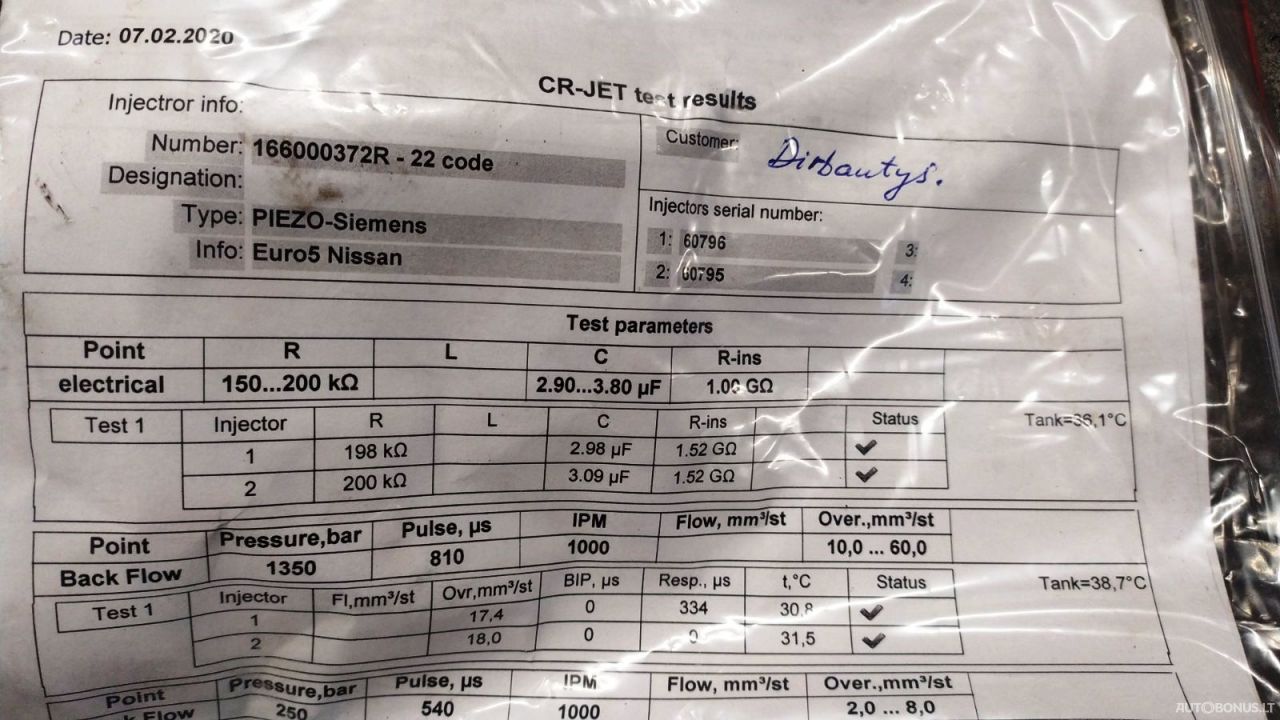 Date: 07.02.2020
CR-JET test results
Injectror info:
Number: 166000372R - 22 code
Designation:
Type: PIEZO-Siemens
Info: Euro5 Nissan
Customer: Dirbautys.
Injectors serial number:
1: 60796 3:
2: 60795 4:
Test parameters
Point R L C R-ins
electrical 150...200 kΩ 2.90...3.80 µF 1.00 GΩ
Test 1 Injector R L C R-ins Status Tank=36,1°C
1 198 kΩ 2.98 µF 1.52 GΩ ✔
2 200 kΩ 3.09 µF 1.52 GΩ ✔
Point Pressure,bar Pulse, µs IPM Flow, mm³/st Over.,mm³/st
Back Flow 1350 810 1000 10,0 ... 60,0
Test 1 Injector Fl,mm³/st Ovr,mm³/st BIP, µs Resp., µs t,°C Status Tank=38,7°C
1 17,4 0 334 30,8 ✔
2 18,0 0 31,5 ✔
Point Pressure,bar Pulse, µs IPM Flow, mm³/st Over.,mm³/st
Back Flow 250 540 1000 2,0 ... 8,0
AUTOBONUS.LT